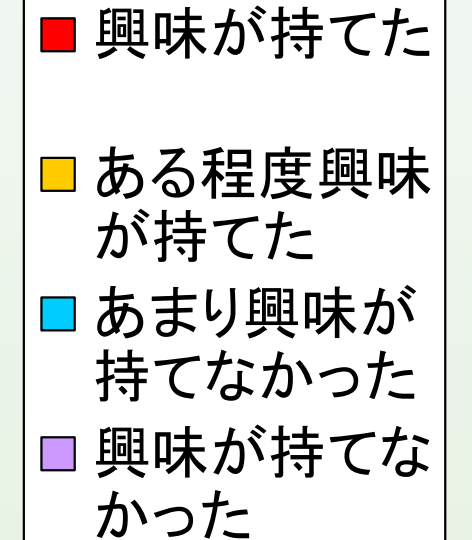 興味が持てた
ある程度興味
が持てた
あまり興味が
持てなかった
興味が持てな
かった